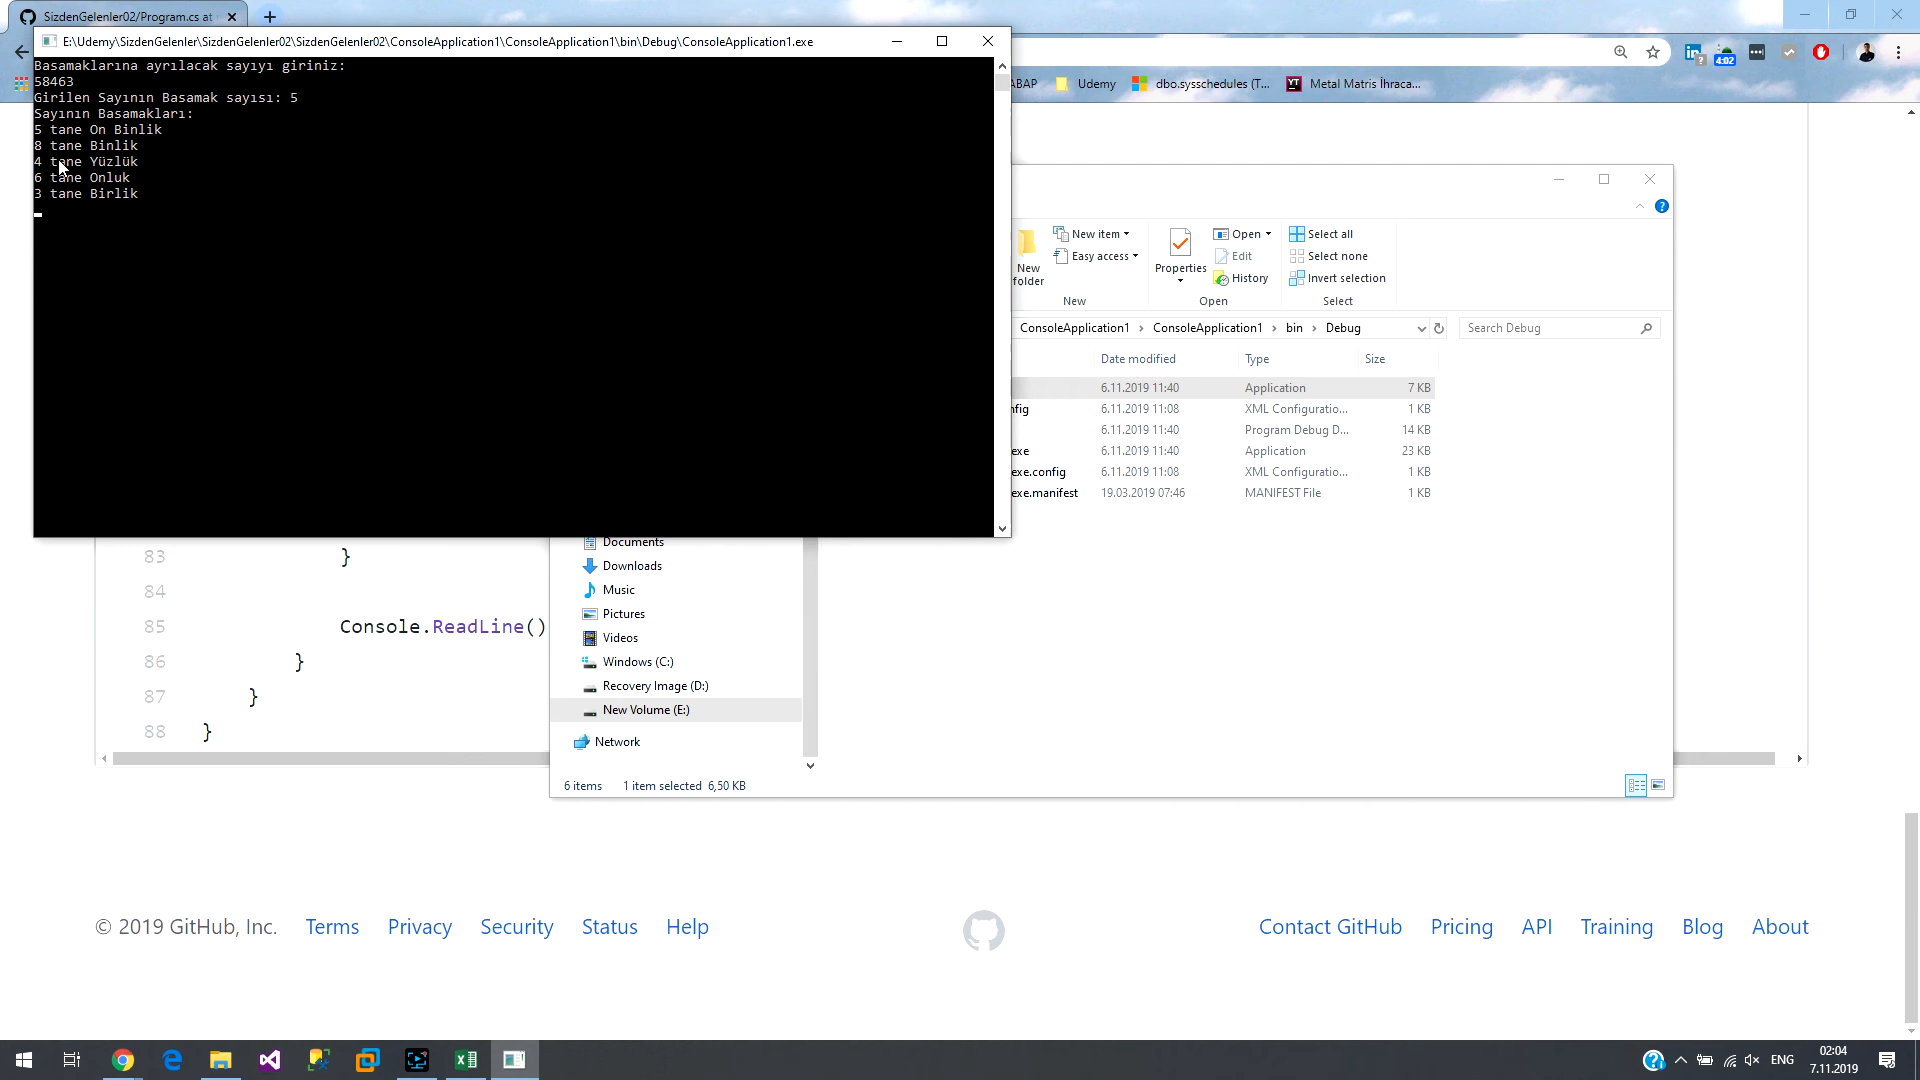 SizdenGelenler02/Program.cs at
E:\Udemy\SizdenGelenler\SizdenGelenler02\SizdenGelenler02\ConsoleApplication1\ConsoleApplication1\bin\Debug\ConsoleApplication1.exe
Basamaklarına ayrılacak sayıyı giriniz:
58463
Girilen Sayının Basamak sayısı: 5
Sayının Basamakları:
5 tane On Binlik
8 tane Binlik
4 tane Yüzlük
6 tane Onluk
3 tane Birlik
4:02
ABAP
Udemy
dbo.sysschedules (T...
YT
Metal Matris İhraca...
New folder
New item
Easy access
New
Properties
Open
Edit
History
Open
Select all
Select none
Invert selection
Select
ConsoleApplication1 › ConsoleApplication1 › bin › Debug
Search Debug
Date modified Type Size
6.11.2019 11:40 Application 7 KB
nfig 6.11.2019 11:08 XML Configuratio... 1 KB
6.11.2019 11:40 Program Debug D... 14 KB
exe 6.11.2019 11:40 Application 23 KB
exe.config 6.11.2019 11:08 XML Configuratio... 1 KB
exe.manifest 19.03.2019 07:46 MANIFEST File 1 KB
Documents
Downloads
Music
Pictures
Videos
Windows (C:)
Recovery Image (D:)
New Volume (E:)
Network
6 items 1 item selected 6,50 KB
83 }
84
85 Console.ReadLine()
86 }
87 }
88 }
© 2019 GitHub, Inc. Terms Privacy Security Status Help
Contact GitHub Pricing API Training Blog About
ENG
02:04
7.11.2019